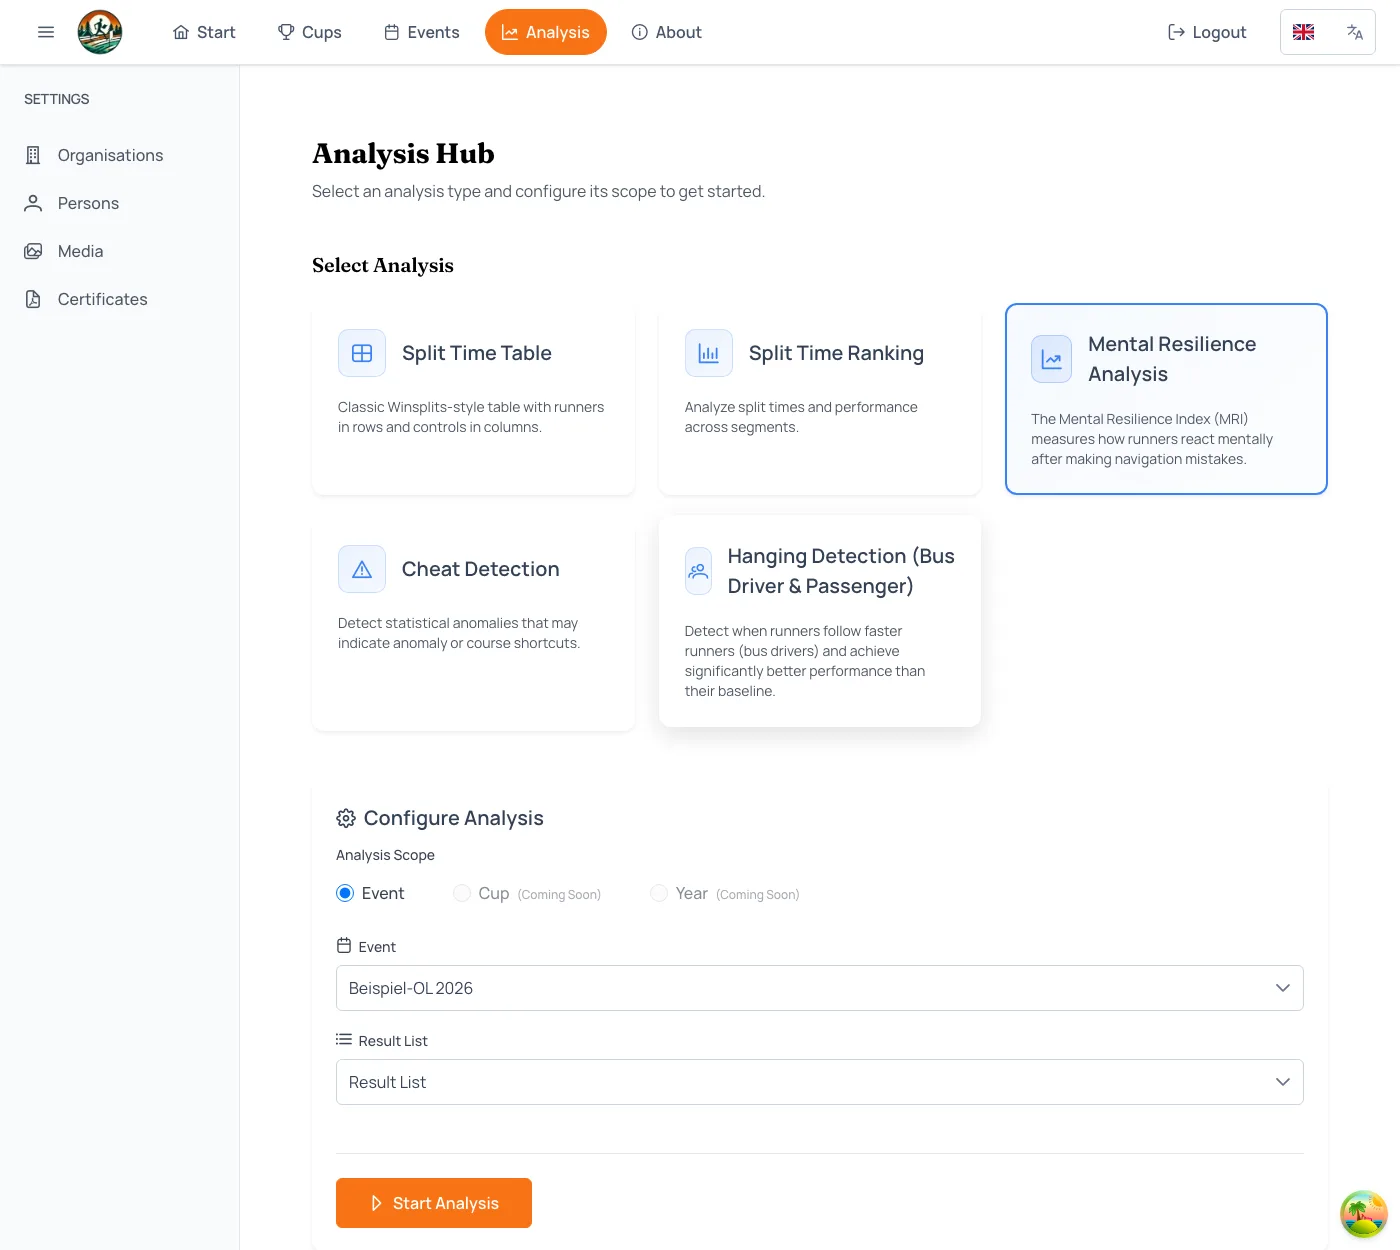 Start
Cups
Events
Analysis
About
Logout
SETTINGS
Organisations
Persons
Media
Certificates
Analysis Hub
Select an analysis type and configure its scope to get started.
Select Analysis
Split Time Table
Classic Winsplits-style table with runners
in rows and controls in columns.
Split Time Ranking
Analyze split times and performance
across segments.
Mental Resilience
Analysis
The Mental Resilience Index (MRI)
measures how runners react mentally
after making navigation mistakes.
Cheat Detection
Detect statistical anomalies that may
indicate anomaly or course shortcuts.
Hanging Detection (Bus
Driver & Passenger)
Detect when runners follow faster
runners (bus drivers) and achieve
significantly better performance than
their baseline.
Configure Analysis
Analysis Scope
Event
Cup (Coming Soon)
Year (Coming Soon)
Event
Beispiel-OL 2026
Result List
Result List
Start Analysis